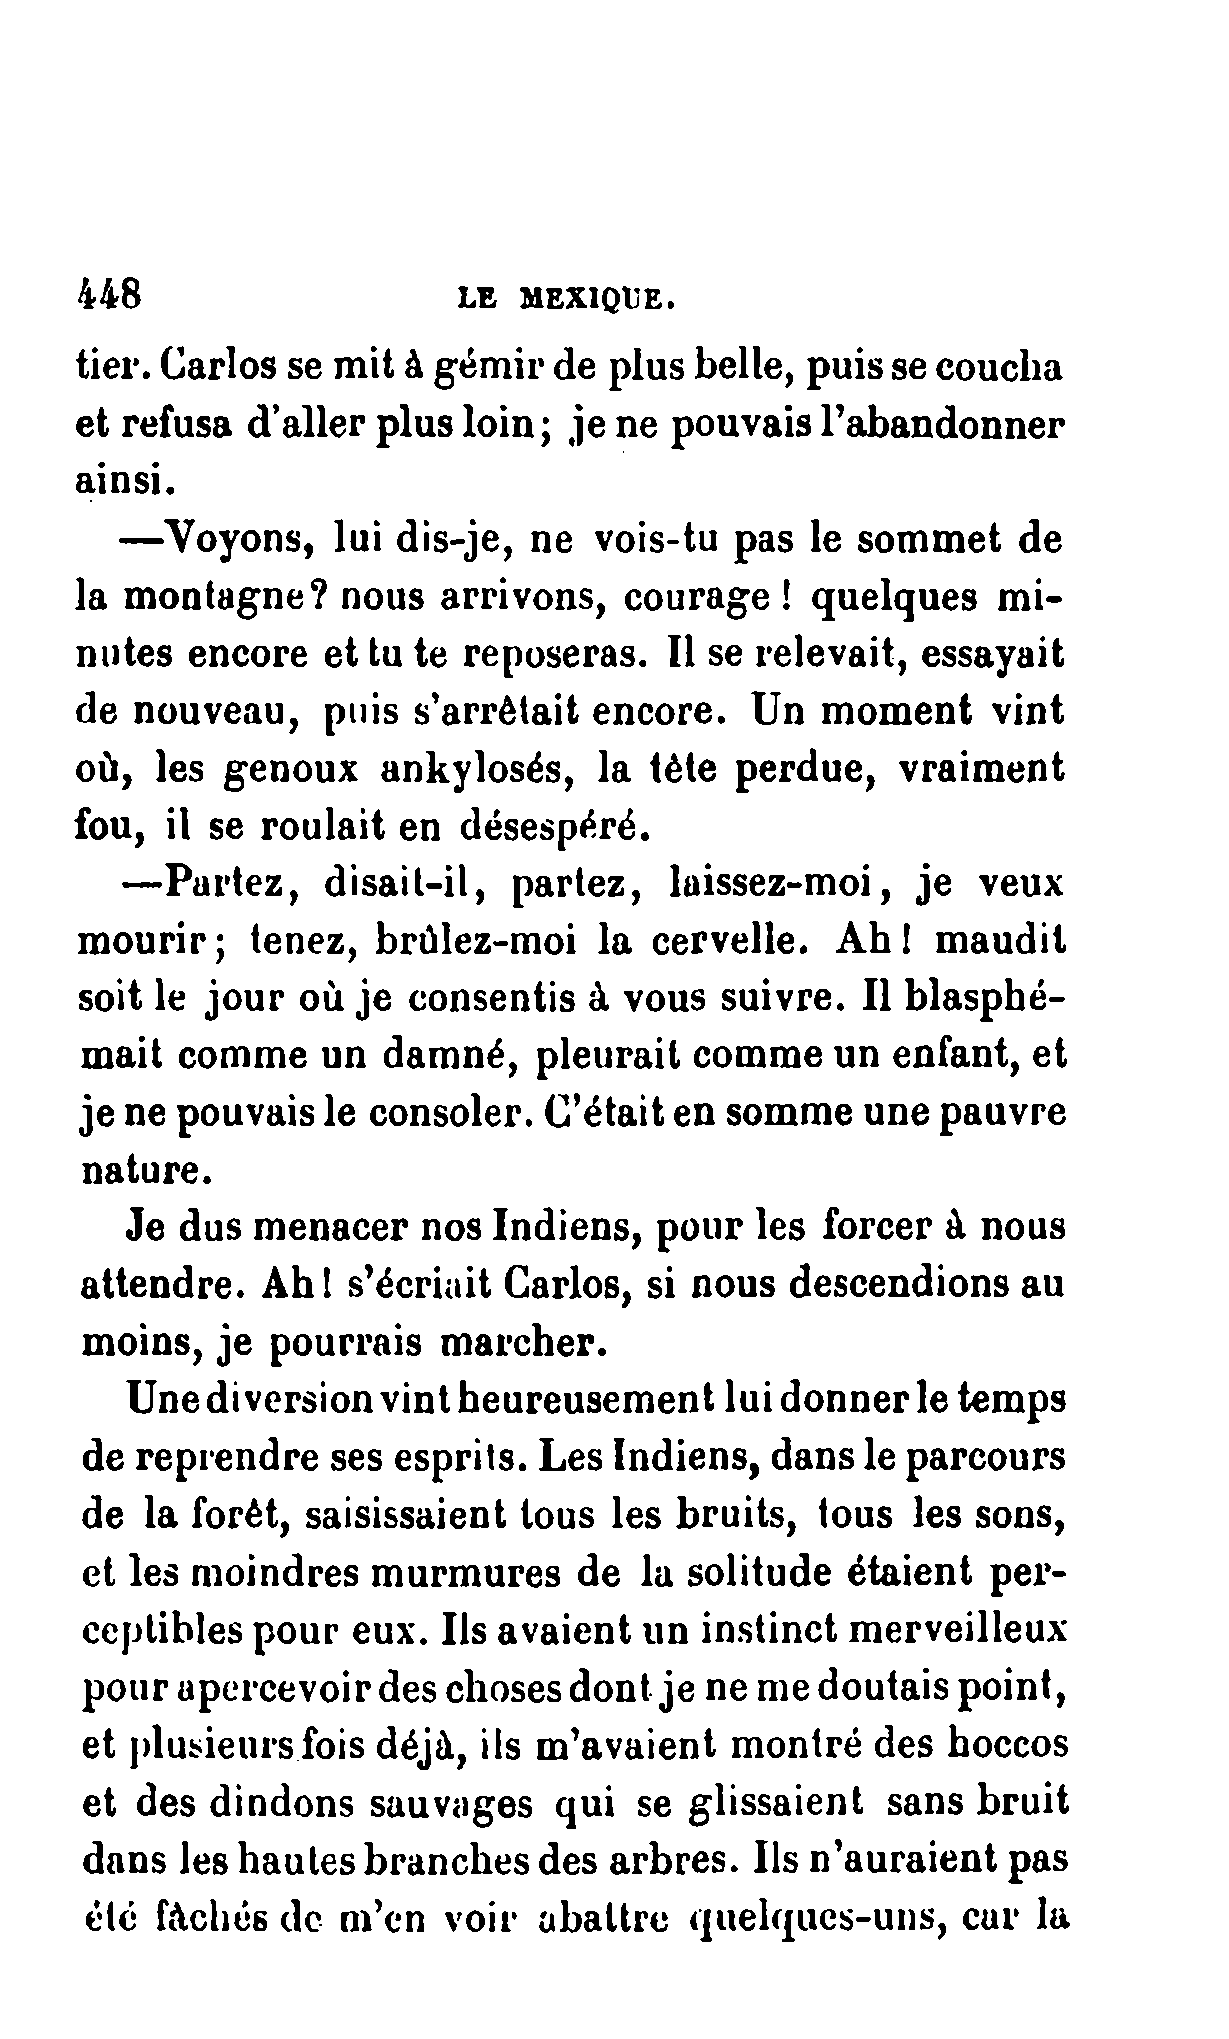 448 LE MEXIQUE.
tier. Carlos se mit à gémir de plus belle, puis se coucha
et refusa d'aller plus loin; je ne pouvais l'abandonner
ainsi.
—Voyons, lui dis-je, ne vois-tu pas le sommet de
la montagne? nous arrivons, courage ! quelques mi-
nutes encore et tu te reposeras. Il se relevait, essayait
de nouveau, puis s'arrêtait encore. Un moment vint
où, les genoux ankylosés, la tête perdue, vraiment
fou, il se roulait en désespéré.
—Partez, disait-il, partez, laissez-moi, je veux
mourir; tenez, brûlez-moi la cervelle. Ah! maudit
soit le jour où je consentis à vous suivre. Il blasphé-
mait comme un damné, pleurait comme un enfant, et
je ne pouvais le consoler. C'était en somme une pauvre
nature.
Je dus menacer nos Indiens, pour les forcer à nous
attendre. Ah! s'écriait Carlos, si nous descendions au
moins, je pourrais marcher.
Une diversion vint heureusement lui donner le temps
de reprendre ses esprits. Les Indiens, dans le parcours
de la forêt, saisissaient tous les bruits, tous les sons,
et les moindres murmures de la solitude étaient per-
ceptibles pour eux. Ils avaient un instinct merveilleux
pour apercevoir des choses dont je ne me doutais point,
et plusieurs fois déjà, ils m'avaient montré des hoccos
et des dindons sauvages qui se glissaient sans bruit
dans les hautes branches des arbres. Ils n'auraient pas
été fâchés de m'en voir abattre quelques-uns, car la